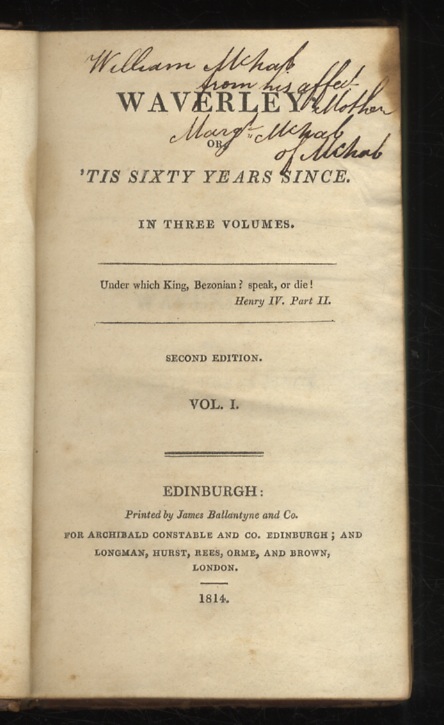 William McNab
from his affet.
WAVERLEY
Mother
Margt. McNab
OR,
of McNab
'TIS SIXTY YEARS SINCE.
IN THREE VOLUMES.
Under which King, Bezonian? speak, or die!
Henry IV. Part II.
SECOND EDITION.
VOL. I.
EDINBURGH:
Printed by James Ballantyne and Co.
FOR ARCHIBALD CONSTABLE AND CO. EDINBURGH; AND
LONGMAN, HURST, REES, ORME, AND BROWN,
LONDON.
1814.